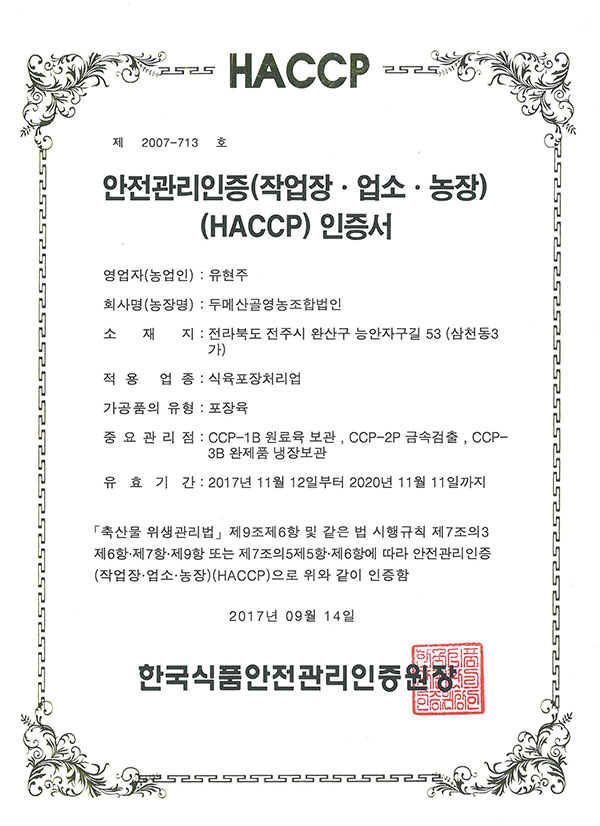 HACCP
제 2007-713 호
안전관리인증(작업장 · 업소 · 농장)
(HACCP) 인증서
영업자(농업인) : 유현주
회사명(농장명) : 두메산골영농조합법인
소 재 지 : 전라북도 전주시 완산구 능안자구길 53 (삼천동3
가)
적 용 업 종 : 식육포장처리업
가공품의 유형 : 포장육
중 요 관 리 점 : CCP-1B 원료육 보관 , CCP-2P 금속검출 , CCP-
3B 완제품 냉장보관
유 효 기 간 : 2017년 11월 12일부터 2020년 11월 11일까지
「축산물 위생관리법」 제9조제6항 및 같은 법 시행규칙 제7조의3
제6항·제7항·제9항 또는 제7조의5제5항·제6항에 따라 안전관리인증
(작업장·업소·농장)(HACCP)으로 위와 같이 인증함
2017년 09월 14일
한국식품안전관리인증원장